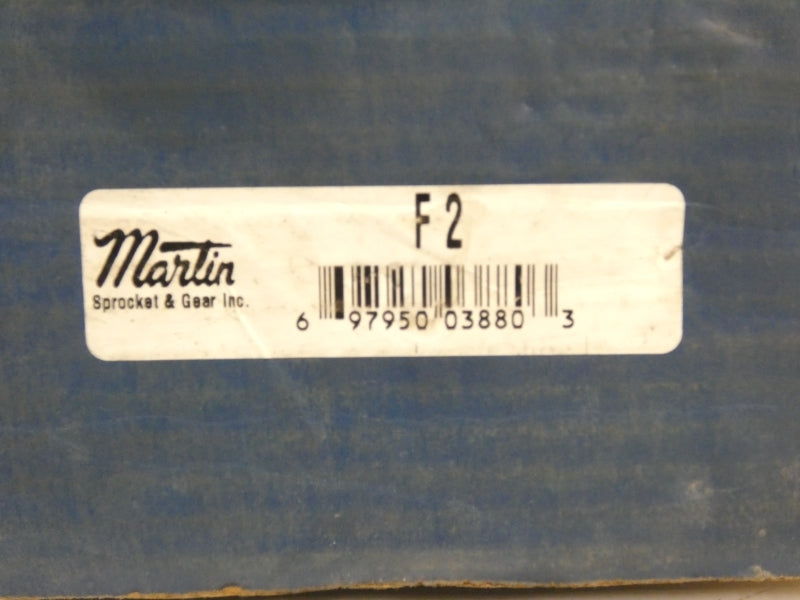 F 2
Martin
Sprocket & Gear Inc.
6 97950 03880 3